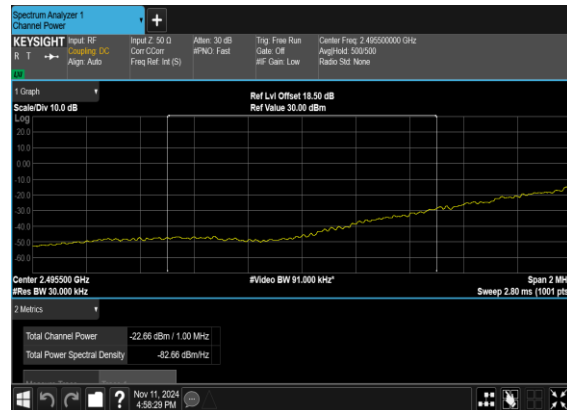 Spectrum Analyzer 1
Channel Power
KEYSIGHT Input: RF Input Z: 50 Ω Atten: 30 dB Trig: Free Run Center Freq: 2.495500000 GHz
R T Coupling: DC Corr CCorr #PNO: Fast Gate: Off Avg|Hold: 500/500
Align: Auto Freq Ref: Int (S) #IF Gain: Low Radio Std: None
1 Graph
Ref Lvl Offset 18.50 dB
Scale/Div 10.0 dB Ref Value 30.00 dBm
Log
20.0
10.0
0.00
-10.0
-20.0
-30.0
-40.0
-50.0
-60.0
Center 2.495500 GHz #Video BW 91.000 kHz* Span 2 MH
#Res BW 30.000 kHz Sweep 2.80 ms (1001 pts
2 Metrics
Total Channel Power -22.66 dBm / 1.00 MHz
Total Power Spectral Density -82.66 dBm/Hz
?
Nov 11, 2024
4:58:29 PM